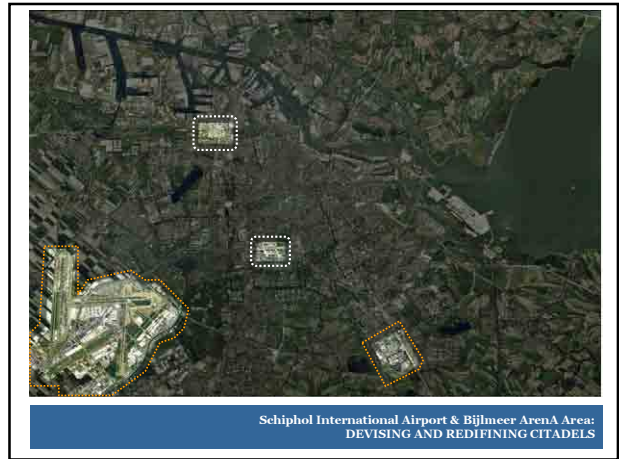 Schiphol International Airport & Bijlmeer ArenA Area:
DEVISING AND REDIFINING CITADELS